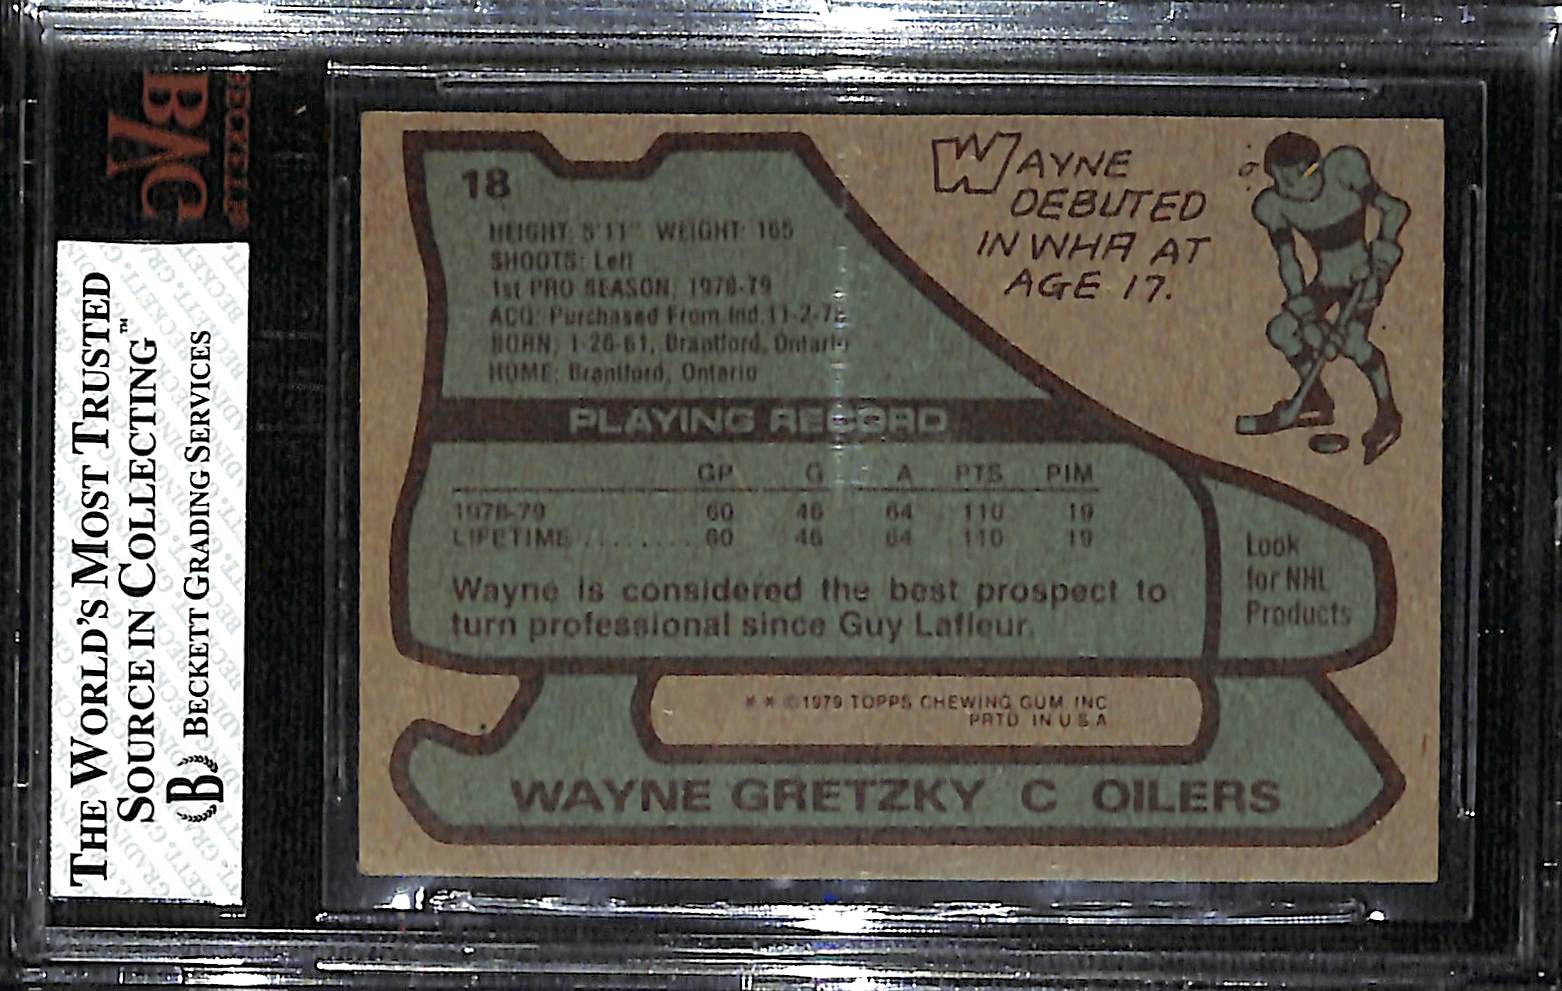 BECKETT
BVG
THE WORLD'S MOST TRUSTED
SOURCE IN COLLECTING™
B BECKETT GRADING SERVICES
18
HEIGHT: 5'11" WEIGHT: 165
SHOOTS: Left
1st PRO SEASON: 1978-79
ACQ: Purchased From Ind 11-2-78
BORN: 1-26-61, Brantford, Ontario
HOME: Brantford, Ontario
WAYNE
DEBUTED
IN WHA AT
AGE 17.
PLAYING RECORD
GP G A PTS PIM
1978-79 60 46 64 110 19
LIFETIME ......... 60 46 64 110 19
Wayne is considered the best prospect to
turn professional since Guy Lafleur.
Look
for NHL
Products
* * ©1979 TOPPS CHEWING GUM INC
PRTD IN U S A
WAYNE GRETZKY C OILERS